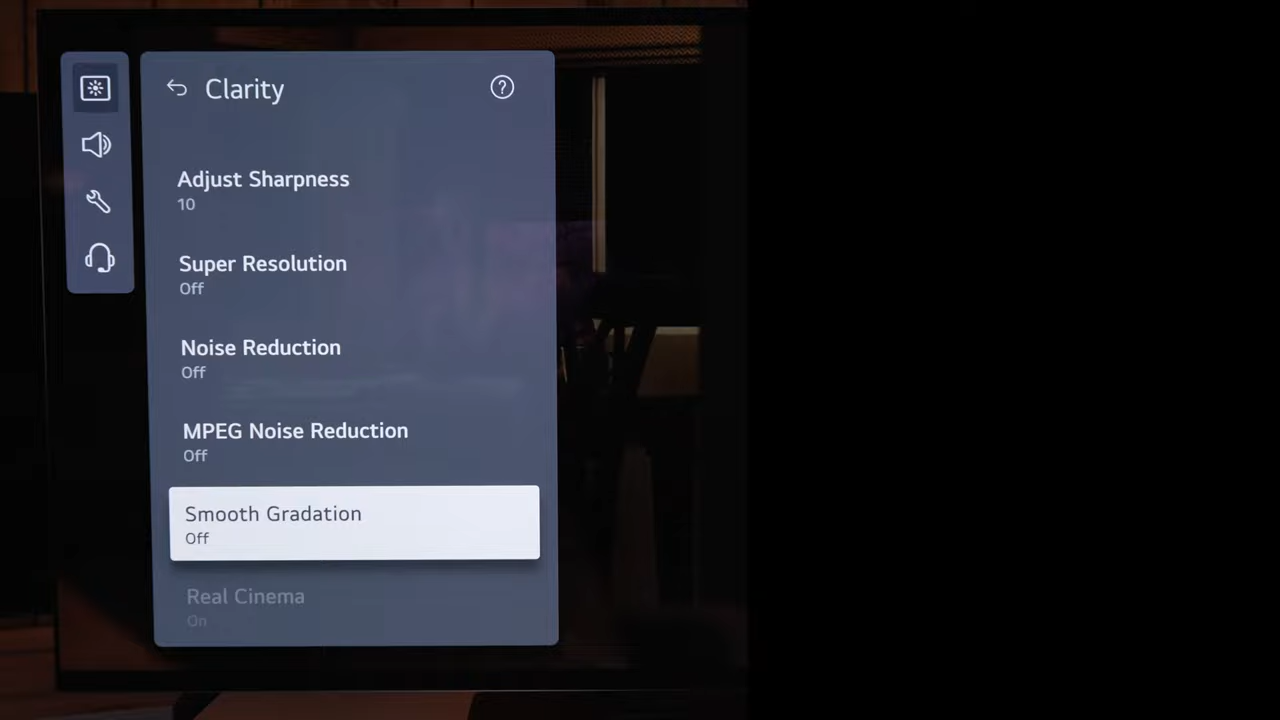 Clarity
Adjust Sharpness
10
Super Resolution
Off
Noise Reduction
Off
MPEG Noise Reduction
Off
Smooth Gradation
Off
Real Cinema
On